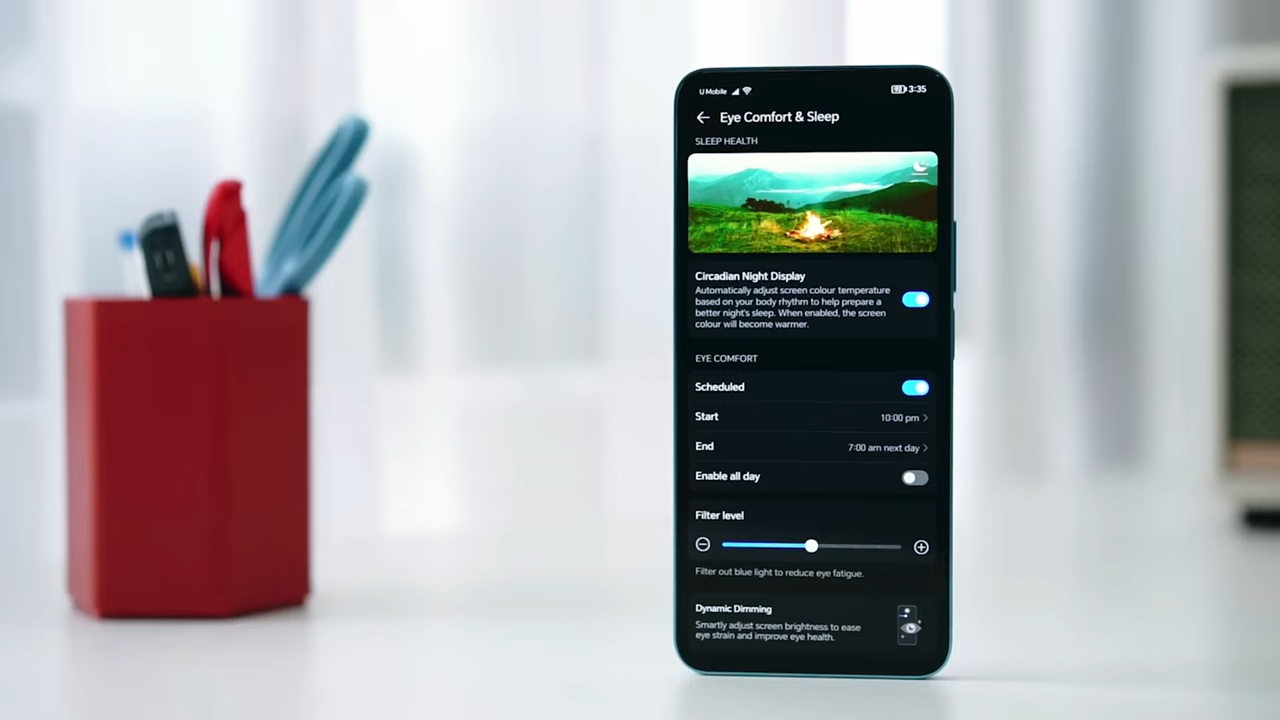 U Mobile 3:35
Eye Comfort & Sleep
SLEEP HEALTH
Circadian Night Display
Automatically adjust screen colour temperature
based on your body rhythm to help prepare a
better night's sleep. When enabled, the screen
colour will become warmer.
EYE COMFORT
Scheduled
Start 10:00 pm
End 7:00 am next day
Enable all day
Filter level
Filter out blue light to reduce eye fatigue.
Dynamic Dimming
Smartly adjust screen brightness to ease
eye strain and improve eye health.